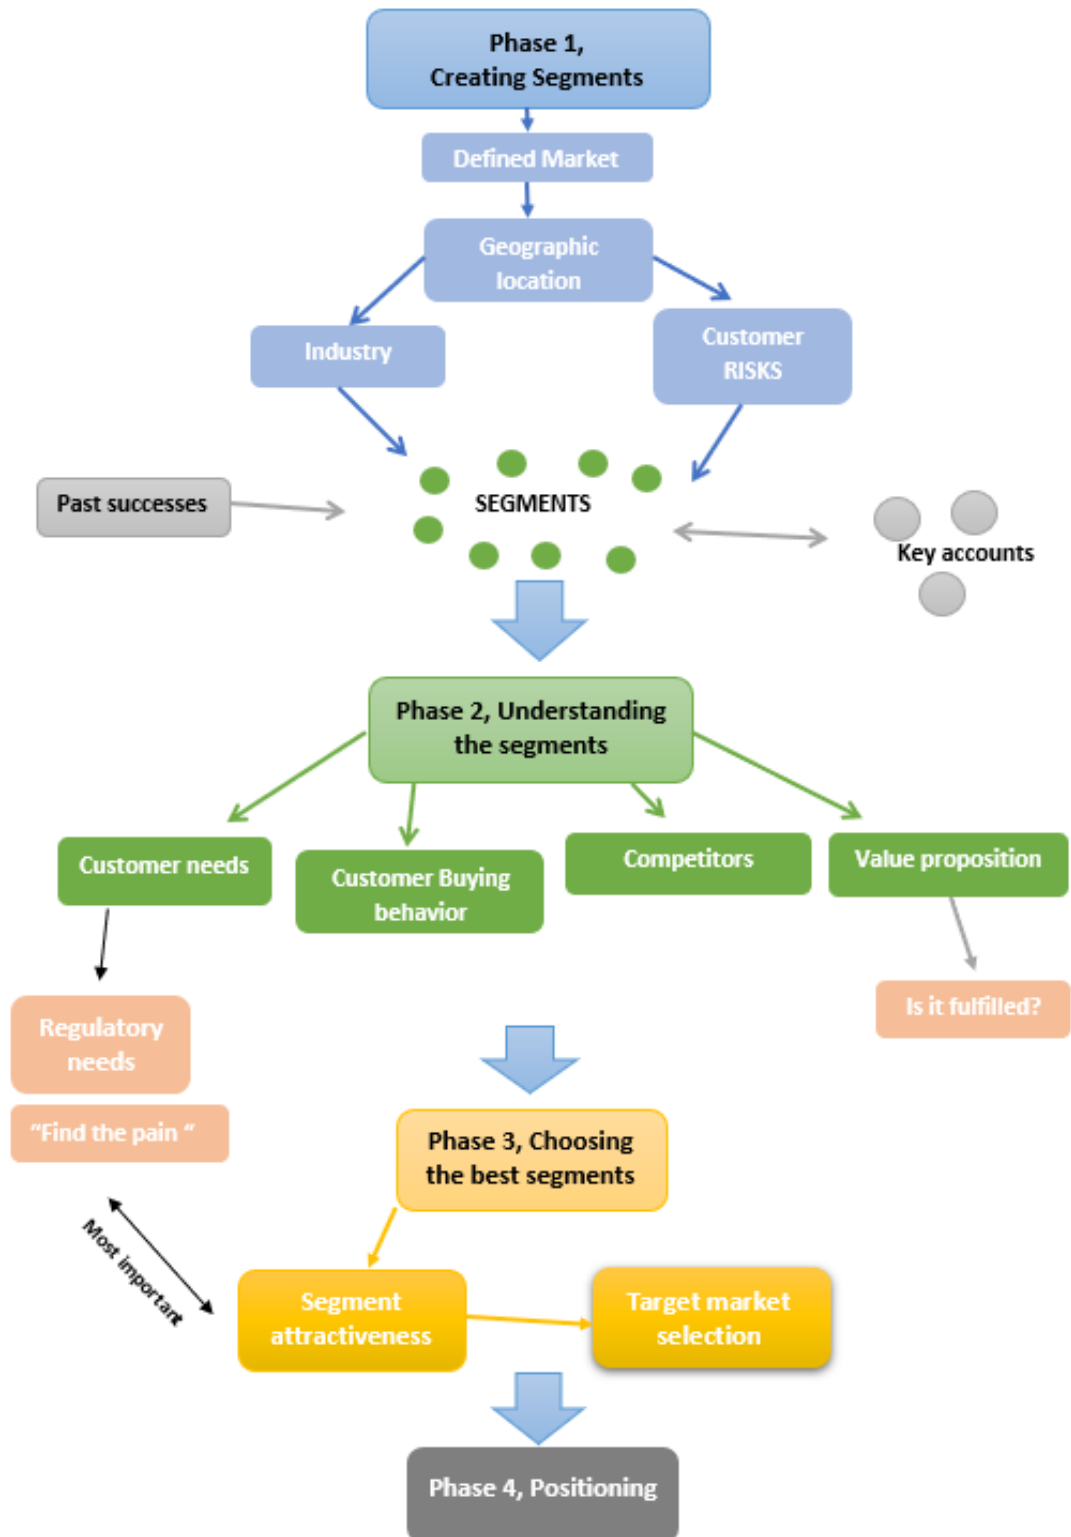 Phase 1,
Creating Segments
Defined Market
Geographic
location
Industry
Customer
RISKS
Past successes
SEGMENTS
Key accounts
Phase 2, Understanding
the segments
Customer needs
Customer Buying
behavior
Competitors
Value proposition
Regulatory
needs
Is it fulfilled?
“Find the pain “
Phase 3, Choosing
the best segments
Most important
Segment
attractiveness
Target market
selection
Phase 4, Positioning